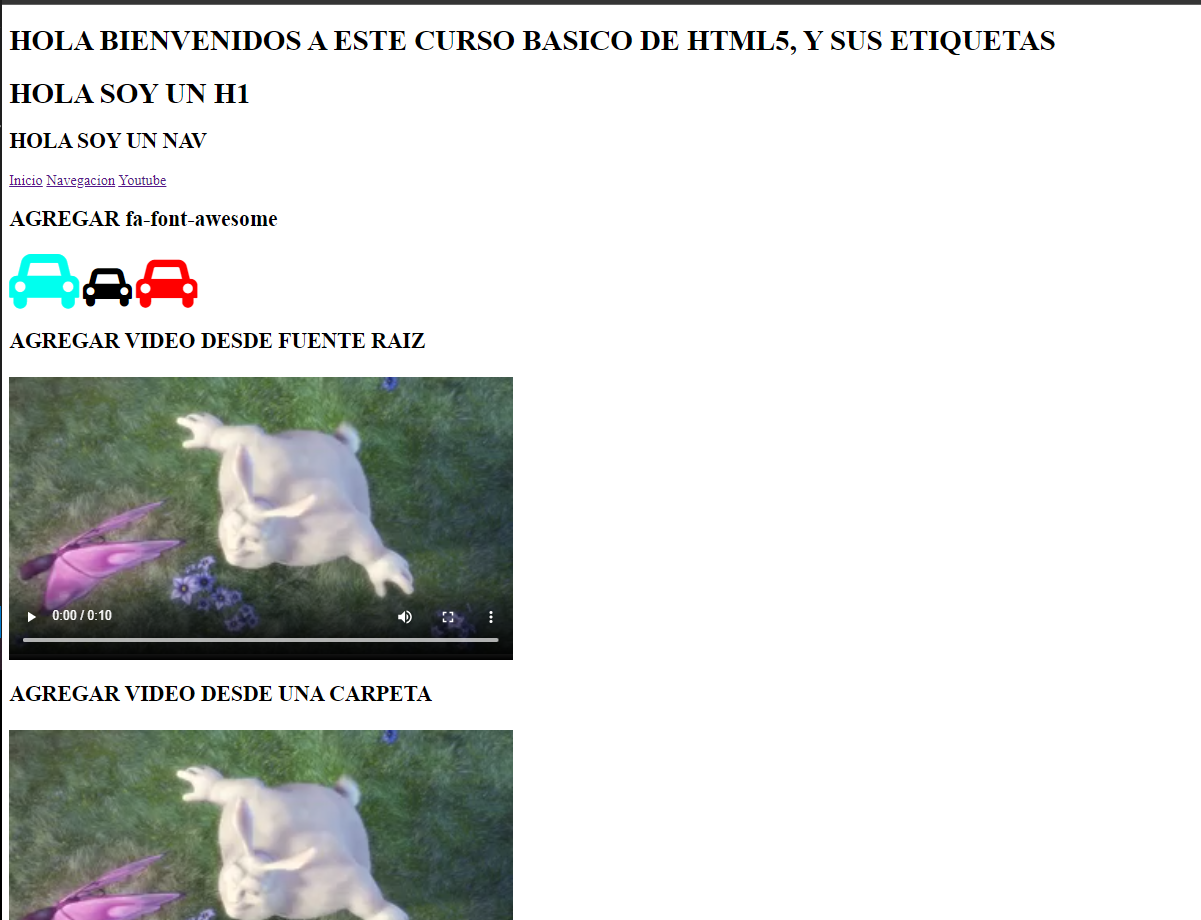 HOLA BIENVENIDOS A ESTE CURSO BASICO DE HTML5, Y SUS ETIQUETAS
HOLA SOY UN H1
HOLA SOY UN NAV
Inicio Navegacion Youtube
AGREGAR fa-font-awesome
AGREGAR VIDEO DESDE FUENTE RAIZ
0:00 / 0:10
AGREGAR VIDEO DESDE UNA CARPETA